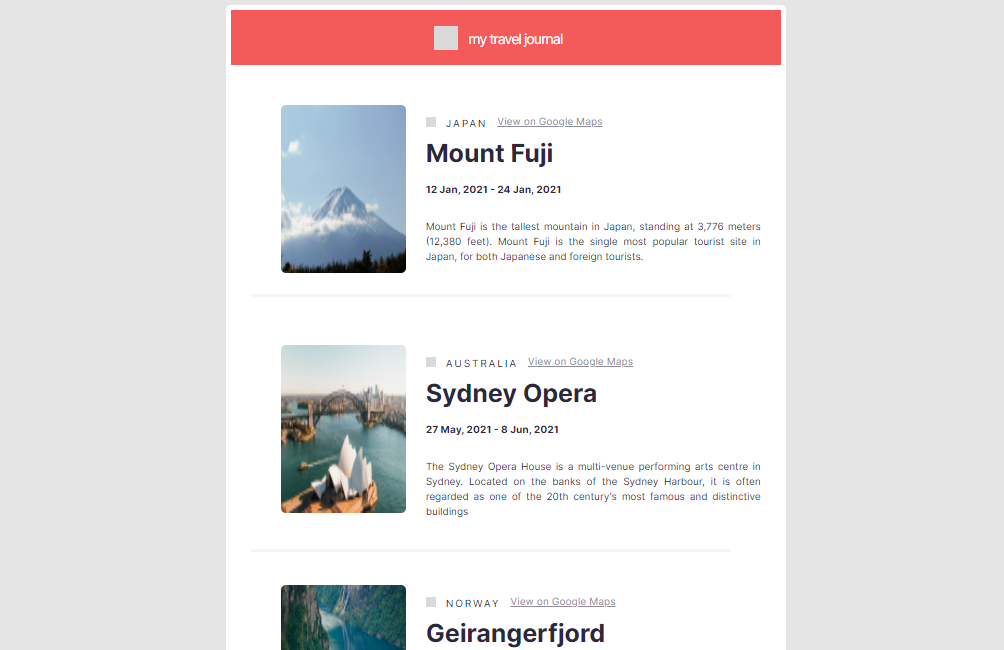 my travel journal
JAPAN View on Google Maps
Mount Fuji
12 Jan, 2021 - 24 Jan, 2021
Mount Fuji is the tallest mountain in Japan, standing at 3,776 meters
(12,380 feet). Mount Fuji is the single most popular tourist site in
Japan, for both Japanese and foreign tourists.
AUSTRALIA View on Google Maps
Sydney Opera
27 May, 2021 - 8 Jun, 2021
The Sydney Opera House is a multi-venue performing arts centre in
Sydney. Located on the banks of the Sydney Harbour, it is often
regarded as one of the 20th century's most famous and distinctive
buildings
NORWAY View on Google Maps
Geirangerfjord